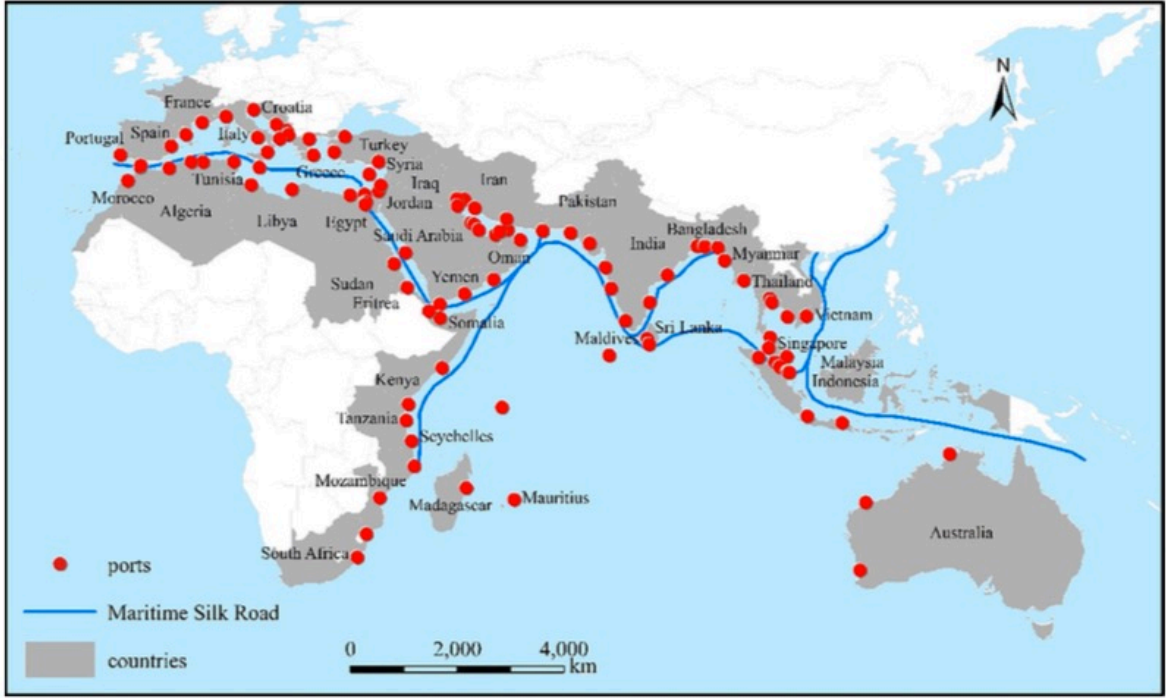 N
France
Croatia
Portugal
Spain
Italy
Turkey
Greece
Syria
Tunisia
Iraq
Iran
Morocco
Algeria
Libya
Egypt
Jordan
Pakistan
Saudi Arabia
Oman
India
Bangladesh
Myanmar
Sudan
Yemen
Thailand
Eritrea
Somalia
Vietnam
Maldives
Sri Lanka
Singapore
Malaysia
Kenya
Indonesia
Tanzania
Seychelles
Mozambique
Madagascar
Mauritius
Australia
South Africa
ports
Maritime Silk Road
0 2,000 4,000
km
countries